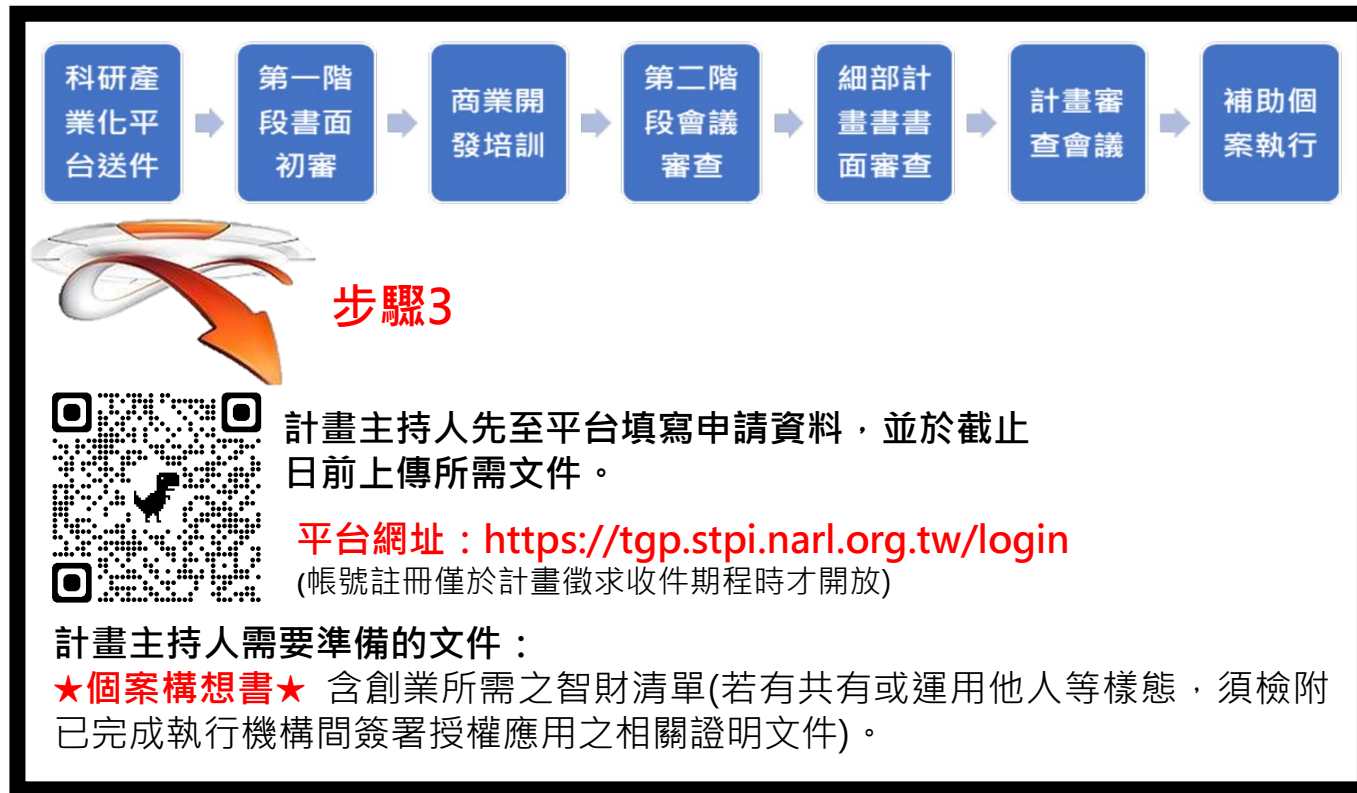 科研產
業化平
台送件
第一階
段書面
初審
商業開
發培訓
第二階
段會議
審查
細部計
畫書書
面審查
計畫審
查會議
補助個
案執行
步驟3
計畫主持人先至平台填寫申請資料，並於截止
日前上傳所需文件。
平台網址：https://tgp.stpi.narl.org.tw/login
(帳號註冊僅於計畫徵求收件期程時才開放)
計畫主持人需要準備的文件：
★個案構想書★ 含創業所需之智財清單(若有共有或運用他人等樣態，須檢附
已完成執行機構間簽署授權應用之相關證明文件)。